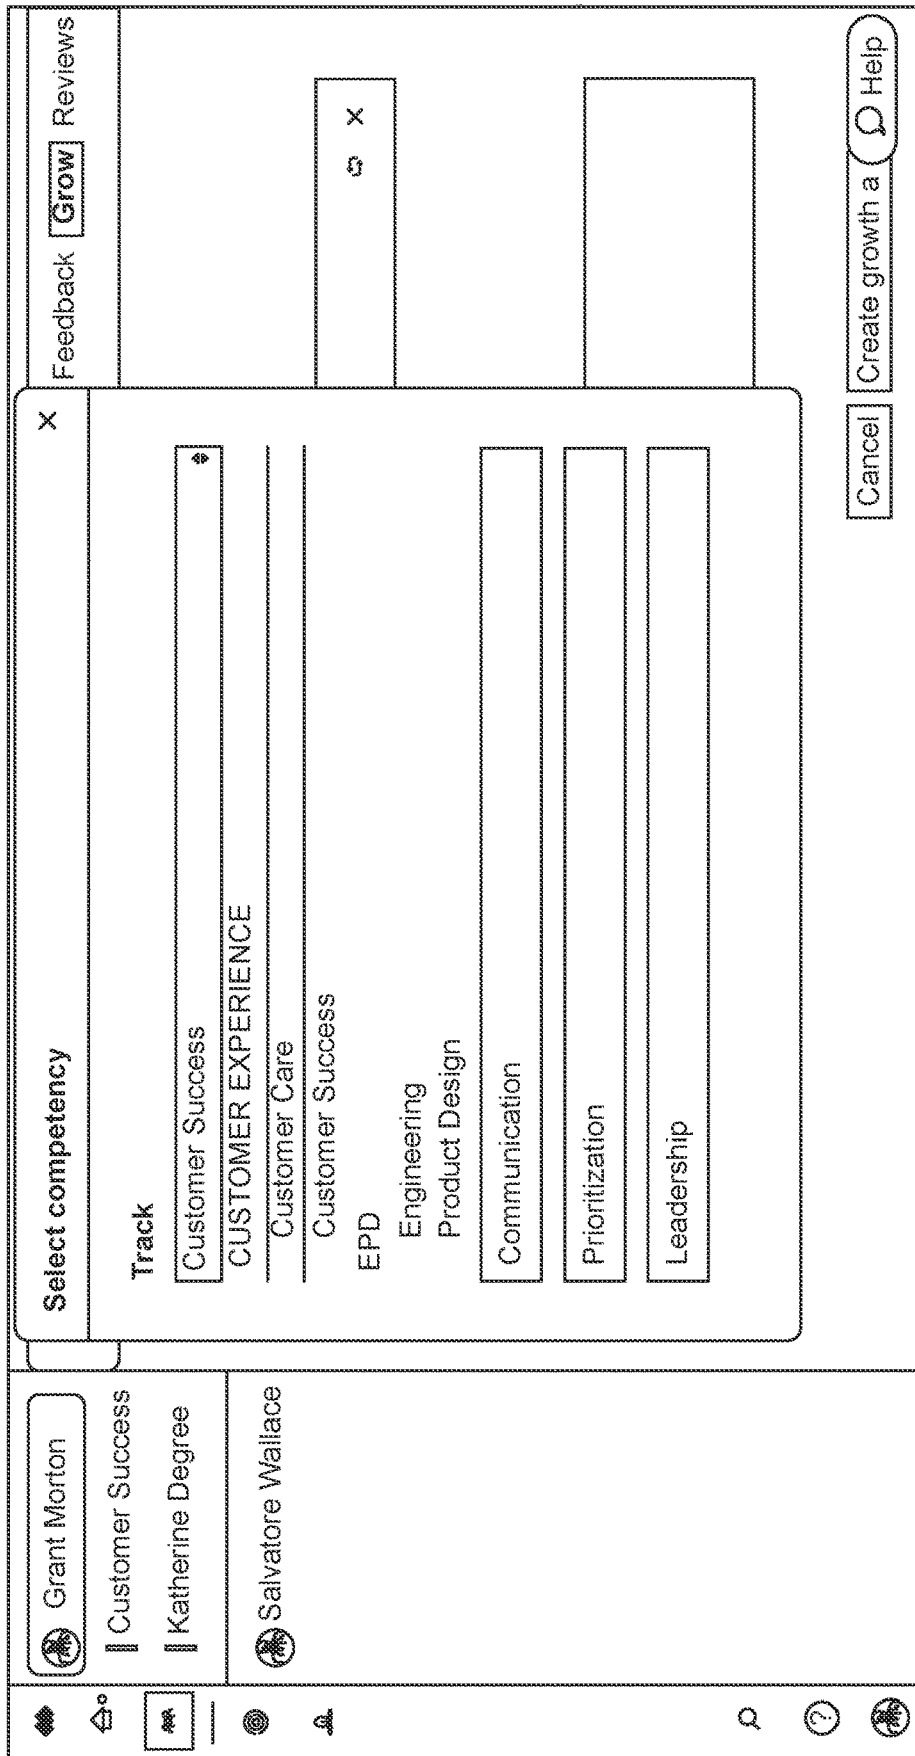 Grant Morton
Customer Success
Katherine Degree
Salvatore Wallace
Feedback Grow Reviews
Select competency X
Track
Customer Success
CUSTOMER EXPERIENCE
Customer Care
Customer Success
EPD
Engineering
Product Design
Communication
Prioritization
Leadership
X
Cancel Create growth a Help
?